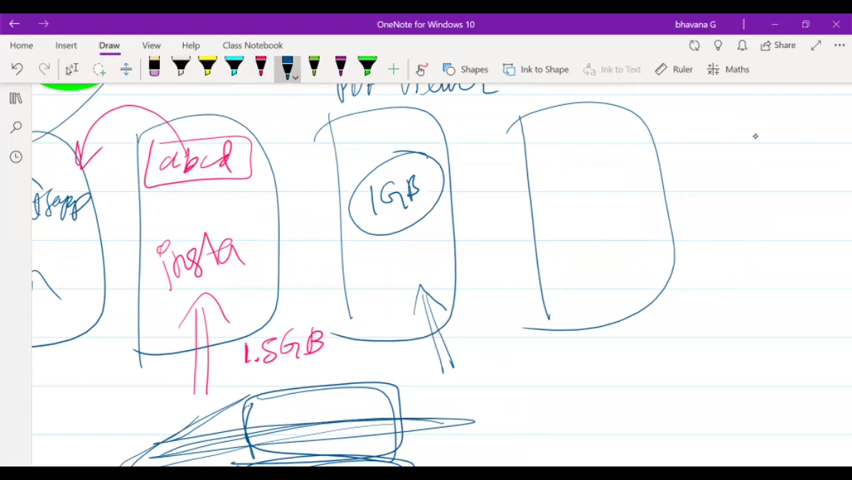 OneNote for Windows 10
bhavana G
Home
Insert
Draw
View
Help
Class Notebook
Share
Shapes
Ink to Shape
Ink to Text
Ruler
Maths
viewer
abcd
1GB
insta
1.5GB